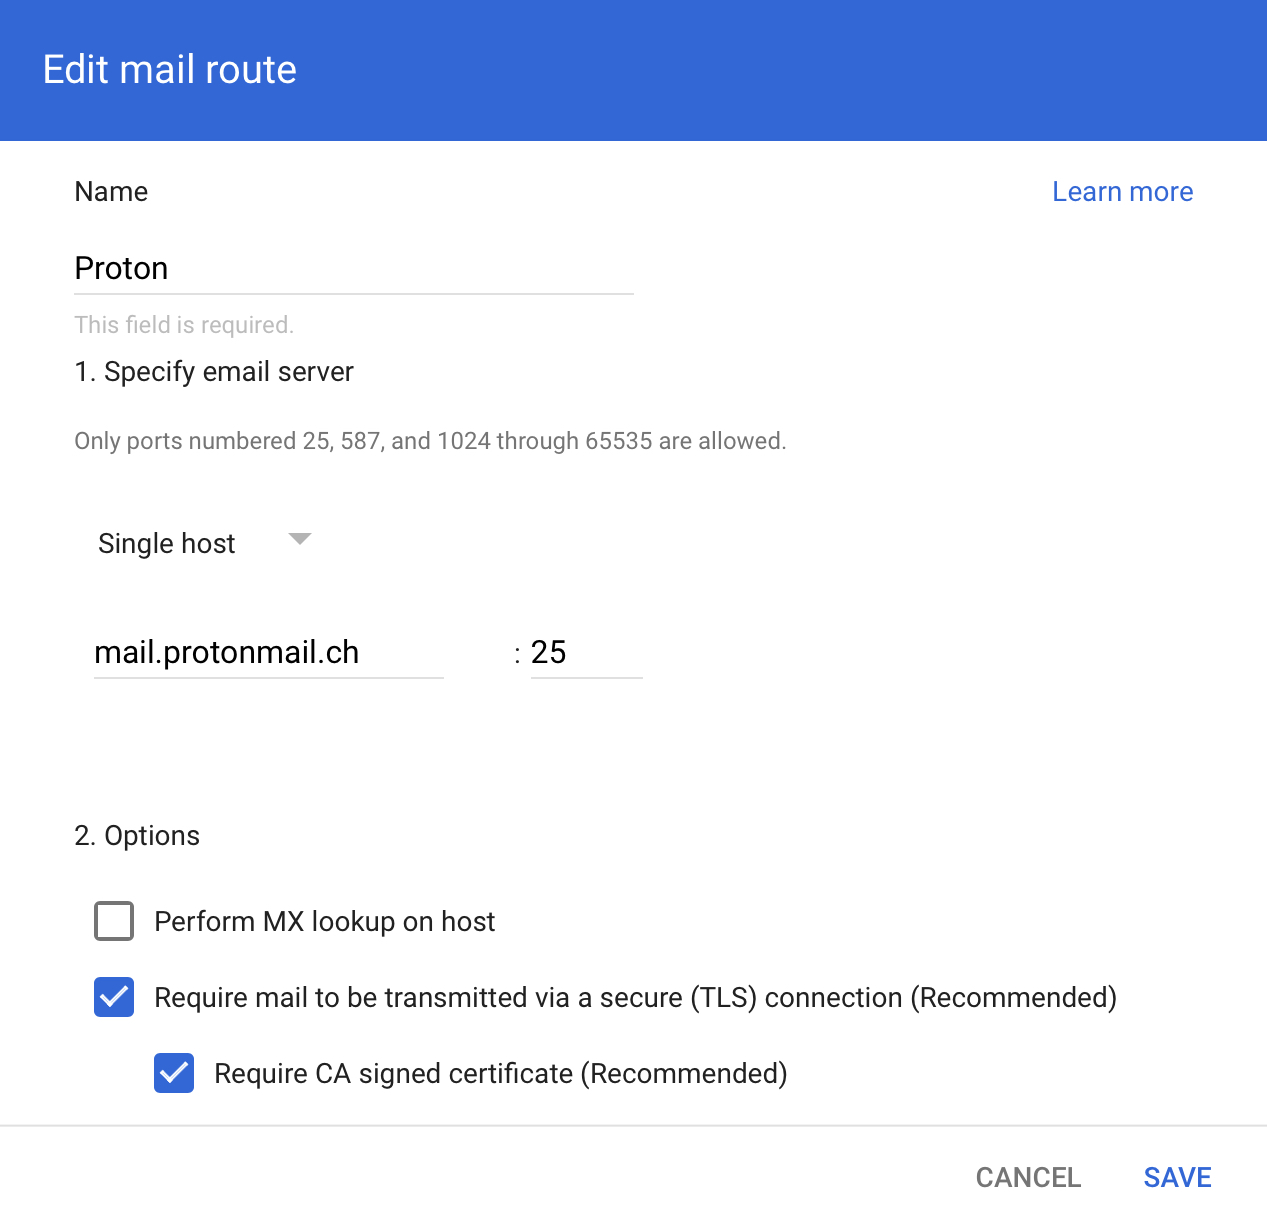 Edit mail route
Name
Learn more
Proton
This field is required.
1. Specify email server
Only ports numbered 25, 587, and 1024 through 65535 are allowed.
Single host
mail.protonmail.ch : 25
2. Options
Perform MX lookup on host
Require mail to be transmitted via a secure (TLS) connection (Recommended)
Require CA signed certificate (Recommended)
CANCEL SAVE